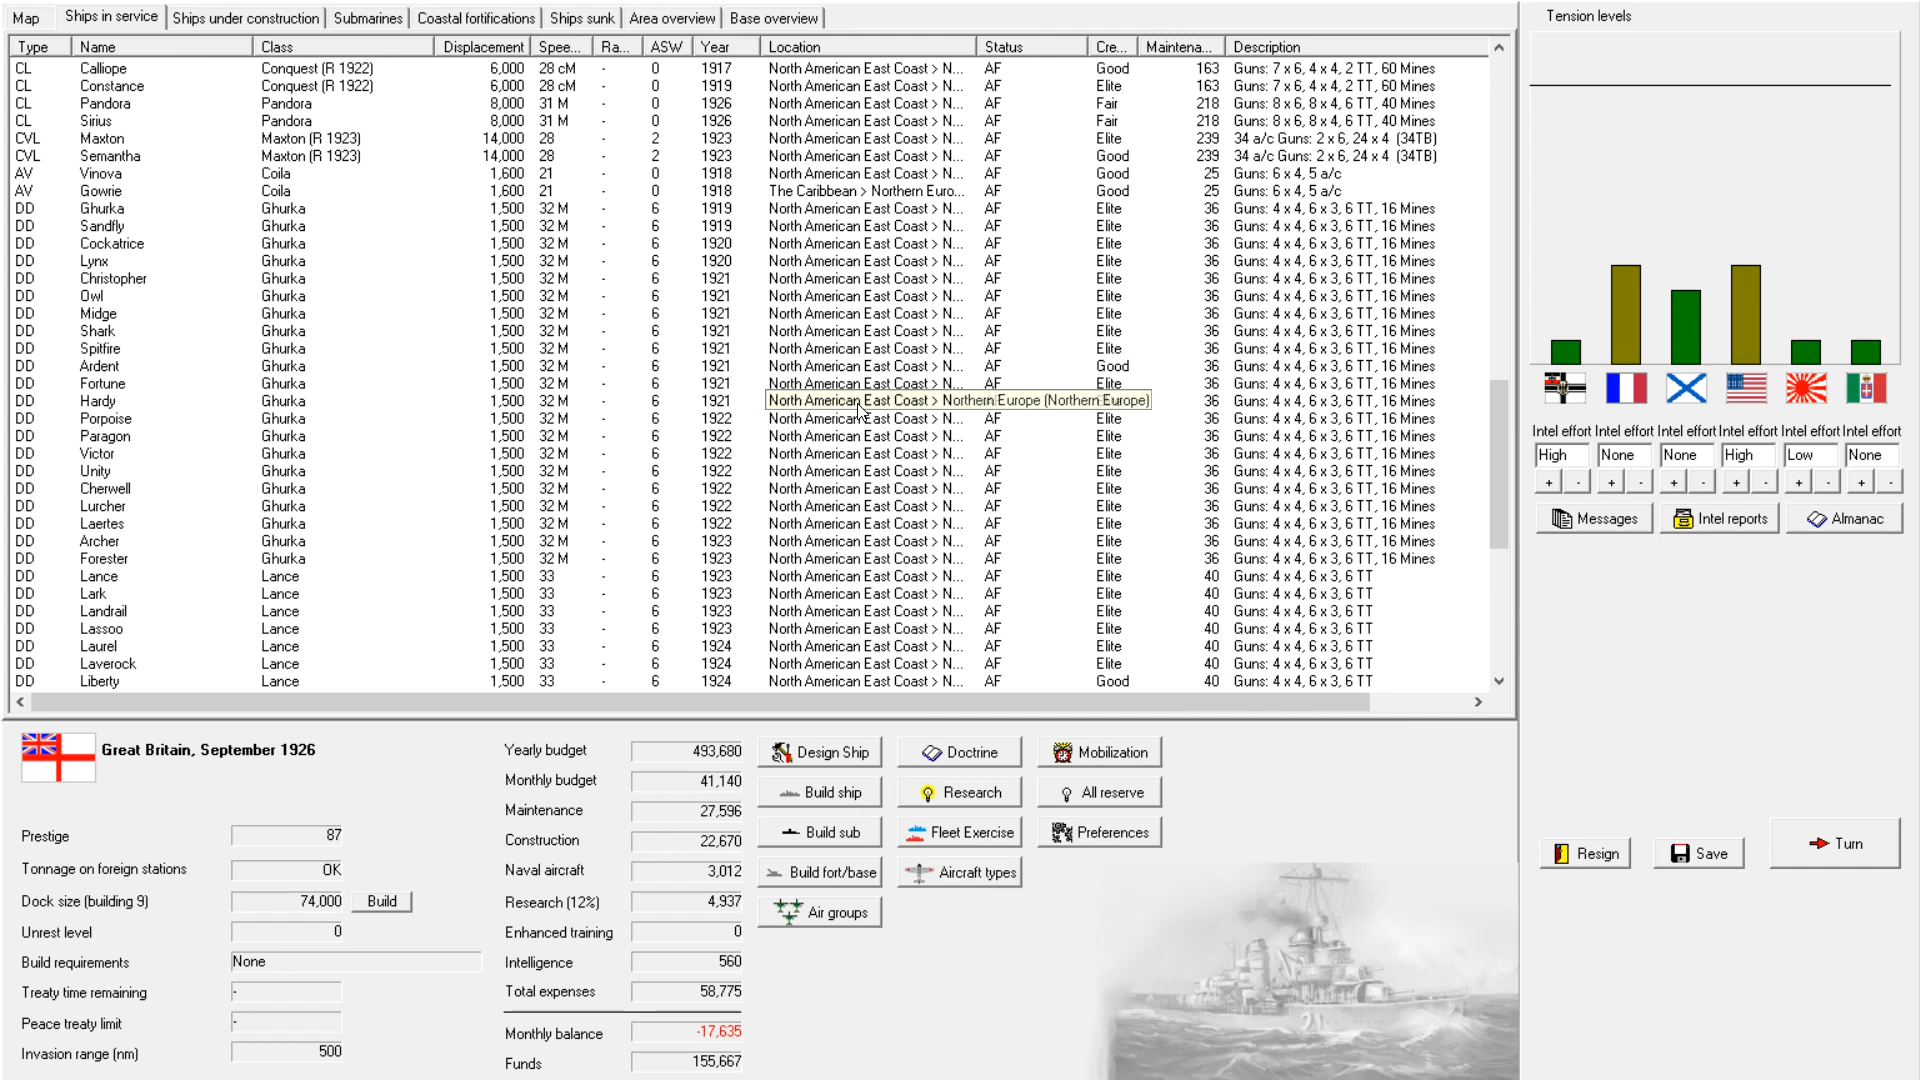 Map Ships in service Ships under construction Submarines Coastal fortifications Ships sunk Area overview Base overview
Type Name Class Displacement Spee... Ra... ASW Year Location Status Cre... Maintena... Description
CL Calliope Conquest (R 1922) 6,000 28 cM - 0 1917 North American East Coast > N... AF Good 163 Guns: 7 x 6, 4 x 4, 2 TT, 60 Mines
CL Constance Conquest (R 1922) 6,000 28 cM - 0 1919 North American East Coast > N... AF Elite 163 Guns: 7 x 6, 4 x 4, 2 TT, 60 Mines
CL Pandora Pandora 8,000 31 M - 0 1926 North American East Coast > N... AF Fair 218 Guns: 8 x 6, 8 x 4, 6 TT, 40 Mines
CL Sirius Pandora 8,000 31 M - 0 1926 North American East Coast > N... AF Fair 218 Guns: 8 x 6, 8 x 4, 6 TT, 40 Mines
CVL Maxton Maxton (R 1923) 14,000 28 - 2 1923 North American East Coast > N... AF Elite 239 34 a/c Guns: 2 x 6, 24 x 4 (34TB)
CVL Semantha Maxton (R 1923) 14,000 28 - 2 1923 North American East Coast > N... AF Good 239 34 a/c Guns: 2 x 6, 24 x 4 (34TB)
AV Vinova Coila 1,600 21 - 0 1918 North American East Coast > N... AF Good 25 Guns: 6 x 4, 5 a/c
AV Gowrie Coila 1,600 21 - 0 1918 The Caribbean > Northern Euro... AF Good 25 Guns: 6 x 4, 5 a/c
DD Ghurka Ghurka 1,500 32 M - 6 1919 North American East Coast > N... AF Elite 36 Guns: 4 x 4, 6 x 3, 6 TT, 16 Mines
DD Sandfly Ghurka 1,500 32 M - 6 1919 North American East Coast > N... AF Elite 36 Guns: 4 x 4, 6 x 3, 6 TT, 16 Mines
DD Cockatrice Ghurka 1,500 32 M - 6 1920 North American East Coast > N... AF Elite 36 Guns: 4 x 4, 6 x 3, 6 TT, 16 Mines
DD Lynx Ghurka 1,500 32 M - 6 1920 North American East Coast > N... AF Elite 36 Guns: 4 x 4, 6 x 3, 6 TT, 16 Mines
DD Christopher Ghurka 1,500 32 M - 6 1921 North American East Coast > N... AF Elite 36 Guns: 4 x 4, 6 x 3, 6 TT, 16 Mines
DD Owl Ghurka 1,500 32 M - 6 1921 North American East Coast > N... AF Elite 36 Guns: 4 x 4, 6 x 3, 6 TT, 16 Mines
DD Midge Ghurka 1,500 32 M - 6 1921 North American East Coast > N... AF Elite 36 Guns: 4 x 4, 6 x 3, 6 TT, 16 Mines
DD Shark Ghurka 1,500 32 M - 6 1921 North American East Coast > N... AF Elite 36 Guns: 4 x 4, 6 x 3, 6 TT, 16 Mines
DD Spitfire Ghurka 1,500 32 M - 6 1921 North American East Coast > N... AF Elite 36 Guns: 4 x 4, 6 x 3, 6 TT, 16 Mines
DD Ardent Ghurka 1,500 32 M - 6 1921 North American East Coast > N... AF Good 36 Guns: 4 x 4, 6 x 3, 6 TT, 16 Mines
DD Fortune Ghurka 1,500 32 M - 6 1921 North American East Coast > N... AF Elite 36 Guns: 4 x 4, 6 x 3, 6 TT, 16 Mines
DD Hardy Ghurka 1,500 32 M - 6 1921 North American East Coast > Northern Europe (Northern Europe) 36 Guns: 4 x 4, 6 x 3, 6 TT, 16 Mines
DD Porpoise Ghurka 1,500 32 M - 6 1922 North American East Coast > N... AF Elite 36 Guns: 4 x 4, 6 x 3, 6 TT, 16 Mines
DD Paragon Ghurka 1,500 32 M - 6 1922 North American East Coast > N... AF Elite 36 Guns: 4 x 4, 6 x 3, 6 TT, 16 Mines
DD Victor Ghurka 1,500 32 M - 6 1922 North American East Coast > N... AF Elite 36 Guns: 4 x 4, 6 x 3, 6 TT, 16 Mines
DD Unity Ghurka 1,500 32 M - 6 1922 North American East Coast > N... AF Elite 36 Guns: 4 x 4, 6 x 3, 6 TT, 16 Mines
DD Cherwell Ghurka 1,500 32 M - 6 1922 North American East Coast > N... AF Elite 36 Guns: 4 x 4, 6 x 3, 6 TT, 16 Mines
DD Lurcher Ghurka 1,500 32 M - 6 1922 North American East Coast > N... AF Elite 36 Guns: 4 x 4, 6 x 3, 6 TT, 16 Mines
DD Laertes Ghurka 1,500 32 M - 6 1922 North American East Coast > N... AF Elite 36 Guns: 4 x 4, 6 x 3, 6 TT, 16 Mines
DD Archer Ghurka 1,500 32 M - 6 1923 North American East Coast > N... AF Elite 36 Guns: 4 x 4, 6 x 3, 6 TT, 16 Mines
DD Forester Ghurka 1,500 32 M - 6 1923 North American East Coast > N... AF Elite 36 Guns: 4 x 4, 6 x 3, 6 TT, 16 Mines
DD Lance Lance 1,500 33 - 6 1923 North American East Coast > N... AF Elite 40 Guns: 4 x 4, 6 x 3, 6 TT
DD Lark Lance 1,500 33 - 6 1923 North American East Coast > N... AF Elite 40 Guns: 4 x 4, 6 x 3, 6 TT
DD Landrail Lance 1,500 33 - 6 1923 North American East Coast > N... AF Elite 40 Guns: 4 x 4, 6 x 3, 6 TT
DD Lassoo Lance 1,500 33 - 6 1923 North American East Coast > N... AF Elite 40 Guns: 4 x 4, 6 x 3, 6 TT
DD Laurel Lance 1,500 33 - 6 1924 North American East Coast > N... AF Elite 40 Guns: 4 x 4, 6 x 3, 6 TT
DD Laverock Lance 1,500 33 - 6 1924 North American East Coast > N... AF Elite 40 Guns: 4 x 4, 6 x 3, 6 TT
DD Liberty Lance 1,500 33 - 6 1924 North American East Coast > N... AF Good 40 Guns: 4 x 4, 6 x 3, 6 TT
Great Britain, September 1926
Prestige 87
Tonnage on foreign stations OK
Dock size (building 9) 74,000 Build
Unrest level 0
Build requirements None
Treaty time remaining -
Peace treaty limit -
Invasion range (nm) 500
Yearly budget 493,680
Monthly budget 41,140
Maintenance 27,596
Construction 22,670
Naval aircraft 3,012
Research (12%) 4,937
Enhanced training 0
Intelligence 560
Total expenses 58,775
Monthly balance -17,635
Funds 155,667
Design Ship Doctrine Mobilization
Build ship Research All reserve
Build sub Fleet Exercise Preferences
Build fort/base Aircraft types
Air groups
Tension levels
Intel effort Intel effort Intel effort Intel effort Intel effort Intel effort
High None None High Low None
+ - + - + - + - + - + -
Messages Intel reports Almanac
Resign Save Turn